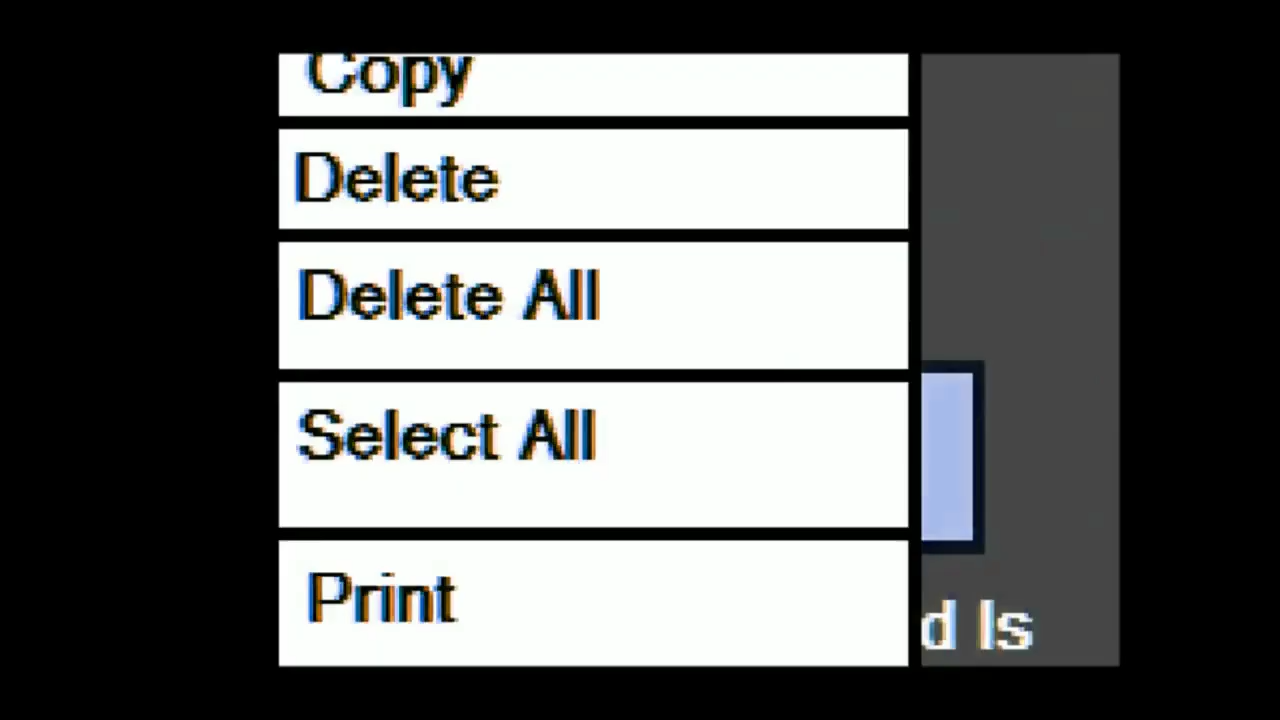 Copy
Delete
Delete All
Select All
Print
d Is